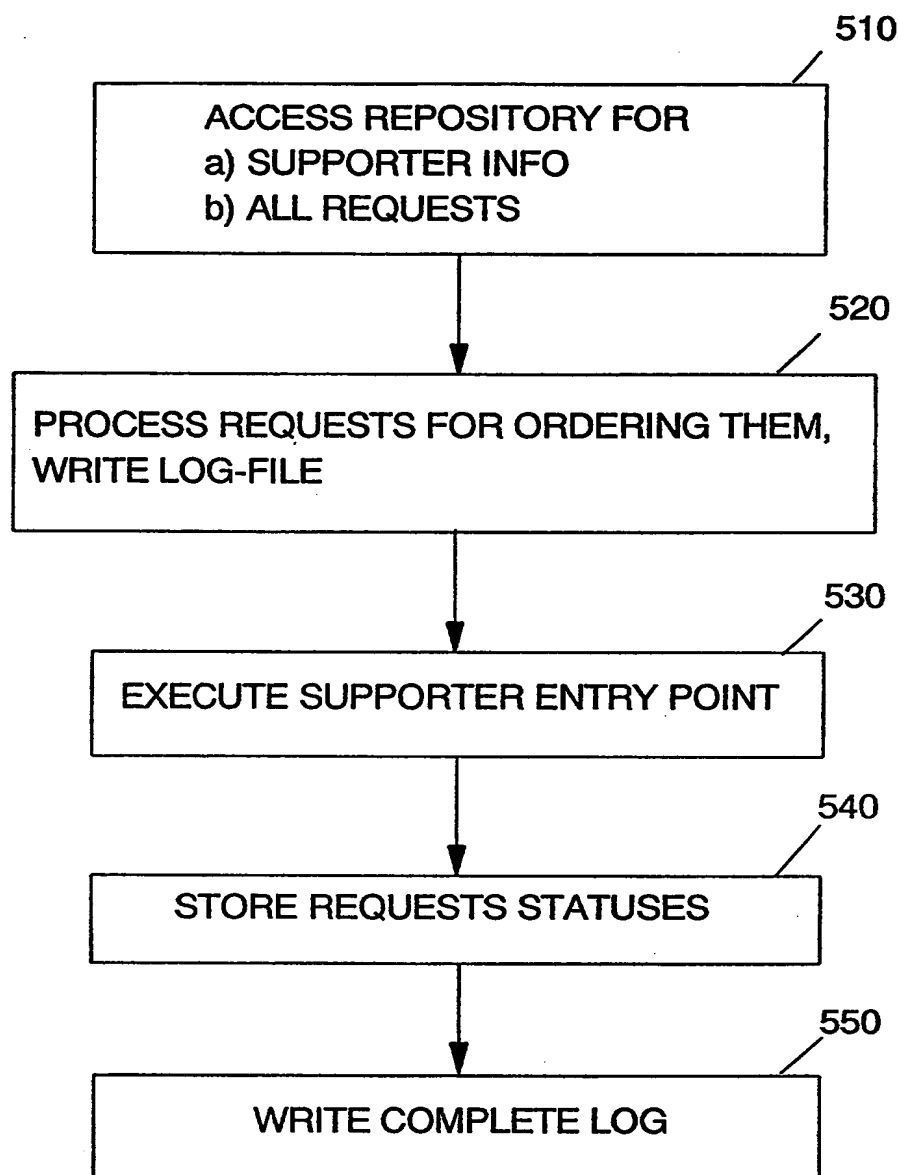 510
ACCESS REPOSITORY FOR
a) SUPPORTER INFO
b) ALL REQUESTS
520
PROCESS REQUESTS FOR ORDERING THEM,
WRITE LOG-FILE
530
EXECUTE SUPPORTER ENTRY POINT
540
STORE REQUESTS STATUSES
550
WRITE COMPLETE LOG